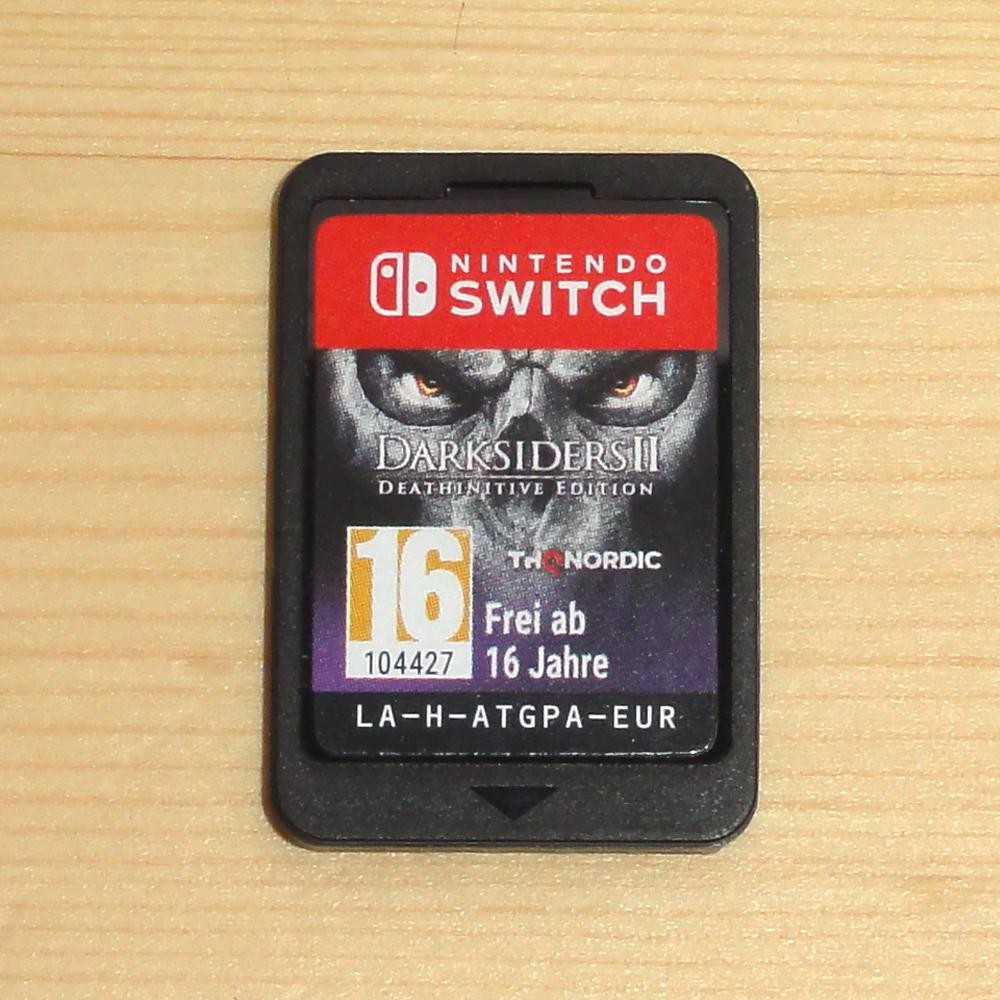 NINTENDO
SWITCH
DARKSIDERS II
DEATHINITIVE EDITION
THQ NORDIC
16
104427
Frei ab
16 Jahre
LA-H-ATGPA-EUR